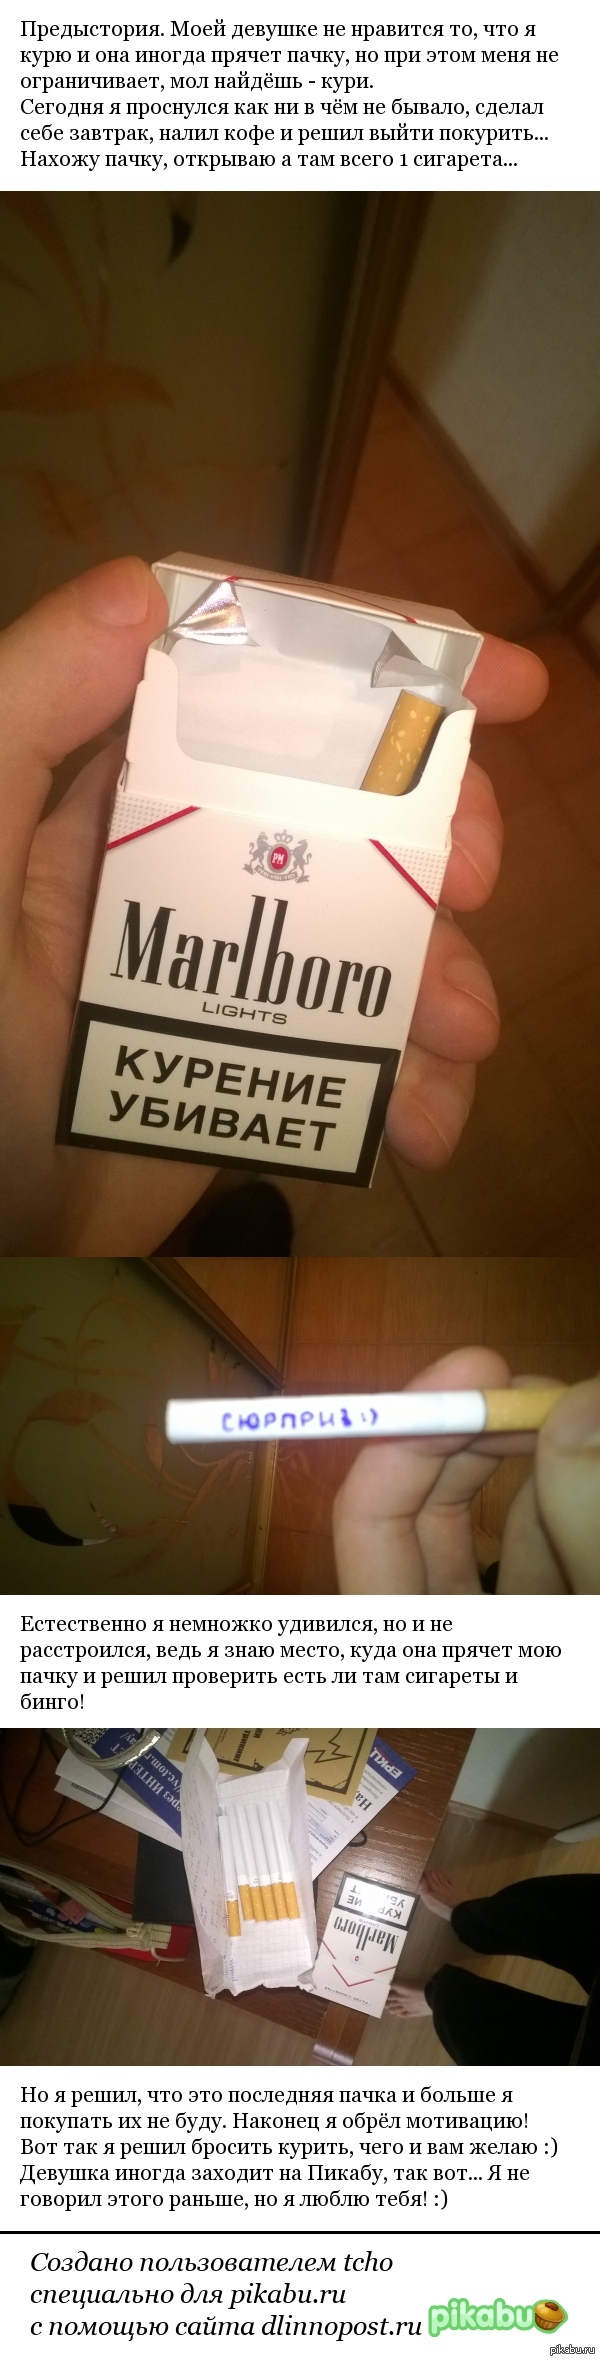 Предыстория. Моей девушке не нравится то, что я
курю и она иногда прячет пачку, но при этом меня не
ограничивает, мол найдёшь - кури.
Сегодня я проснулся как ни в чём не бывало, сделал
себе завтрак, налил кофе и решил выйти покурить...
Нахожу пачку, открываю а там всего 1 сигарета...
PM
Marlboro
LIGHTS
КУРЕНИЕ
УБИВАЕТ
СЮРПРИЗ :)
Естественно я немножко удивился, но и не
расстроился, ведь я знаю место, куда она прячет мою
пачку и решил проверить есть ли там сигареты и
бинго!
ЕРКЦ
Marlboro
Но я решил, что это последняя пачка и больше я
покупать их не буду. Наконец я обрёл мотивацию!
Вот так я решил бросить курить, чего и вам желаю :)
Девушка иногда заходит на Пикабу, так вот... Я не
говорил этого раньше, но я люблю тебя! :)
Создано пользователем tcho
специально для pikabu.ru
с помощью сайта dlinnopost.ru
pikabu
pikabu.ru